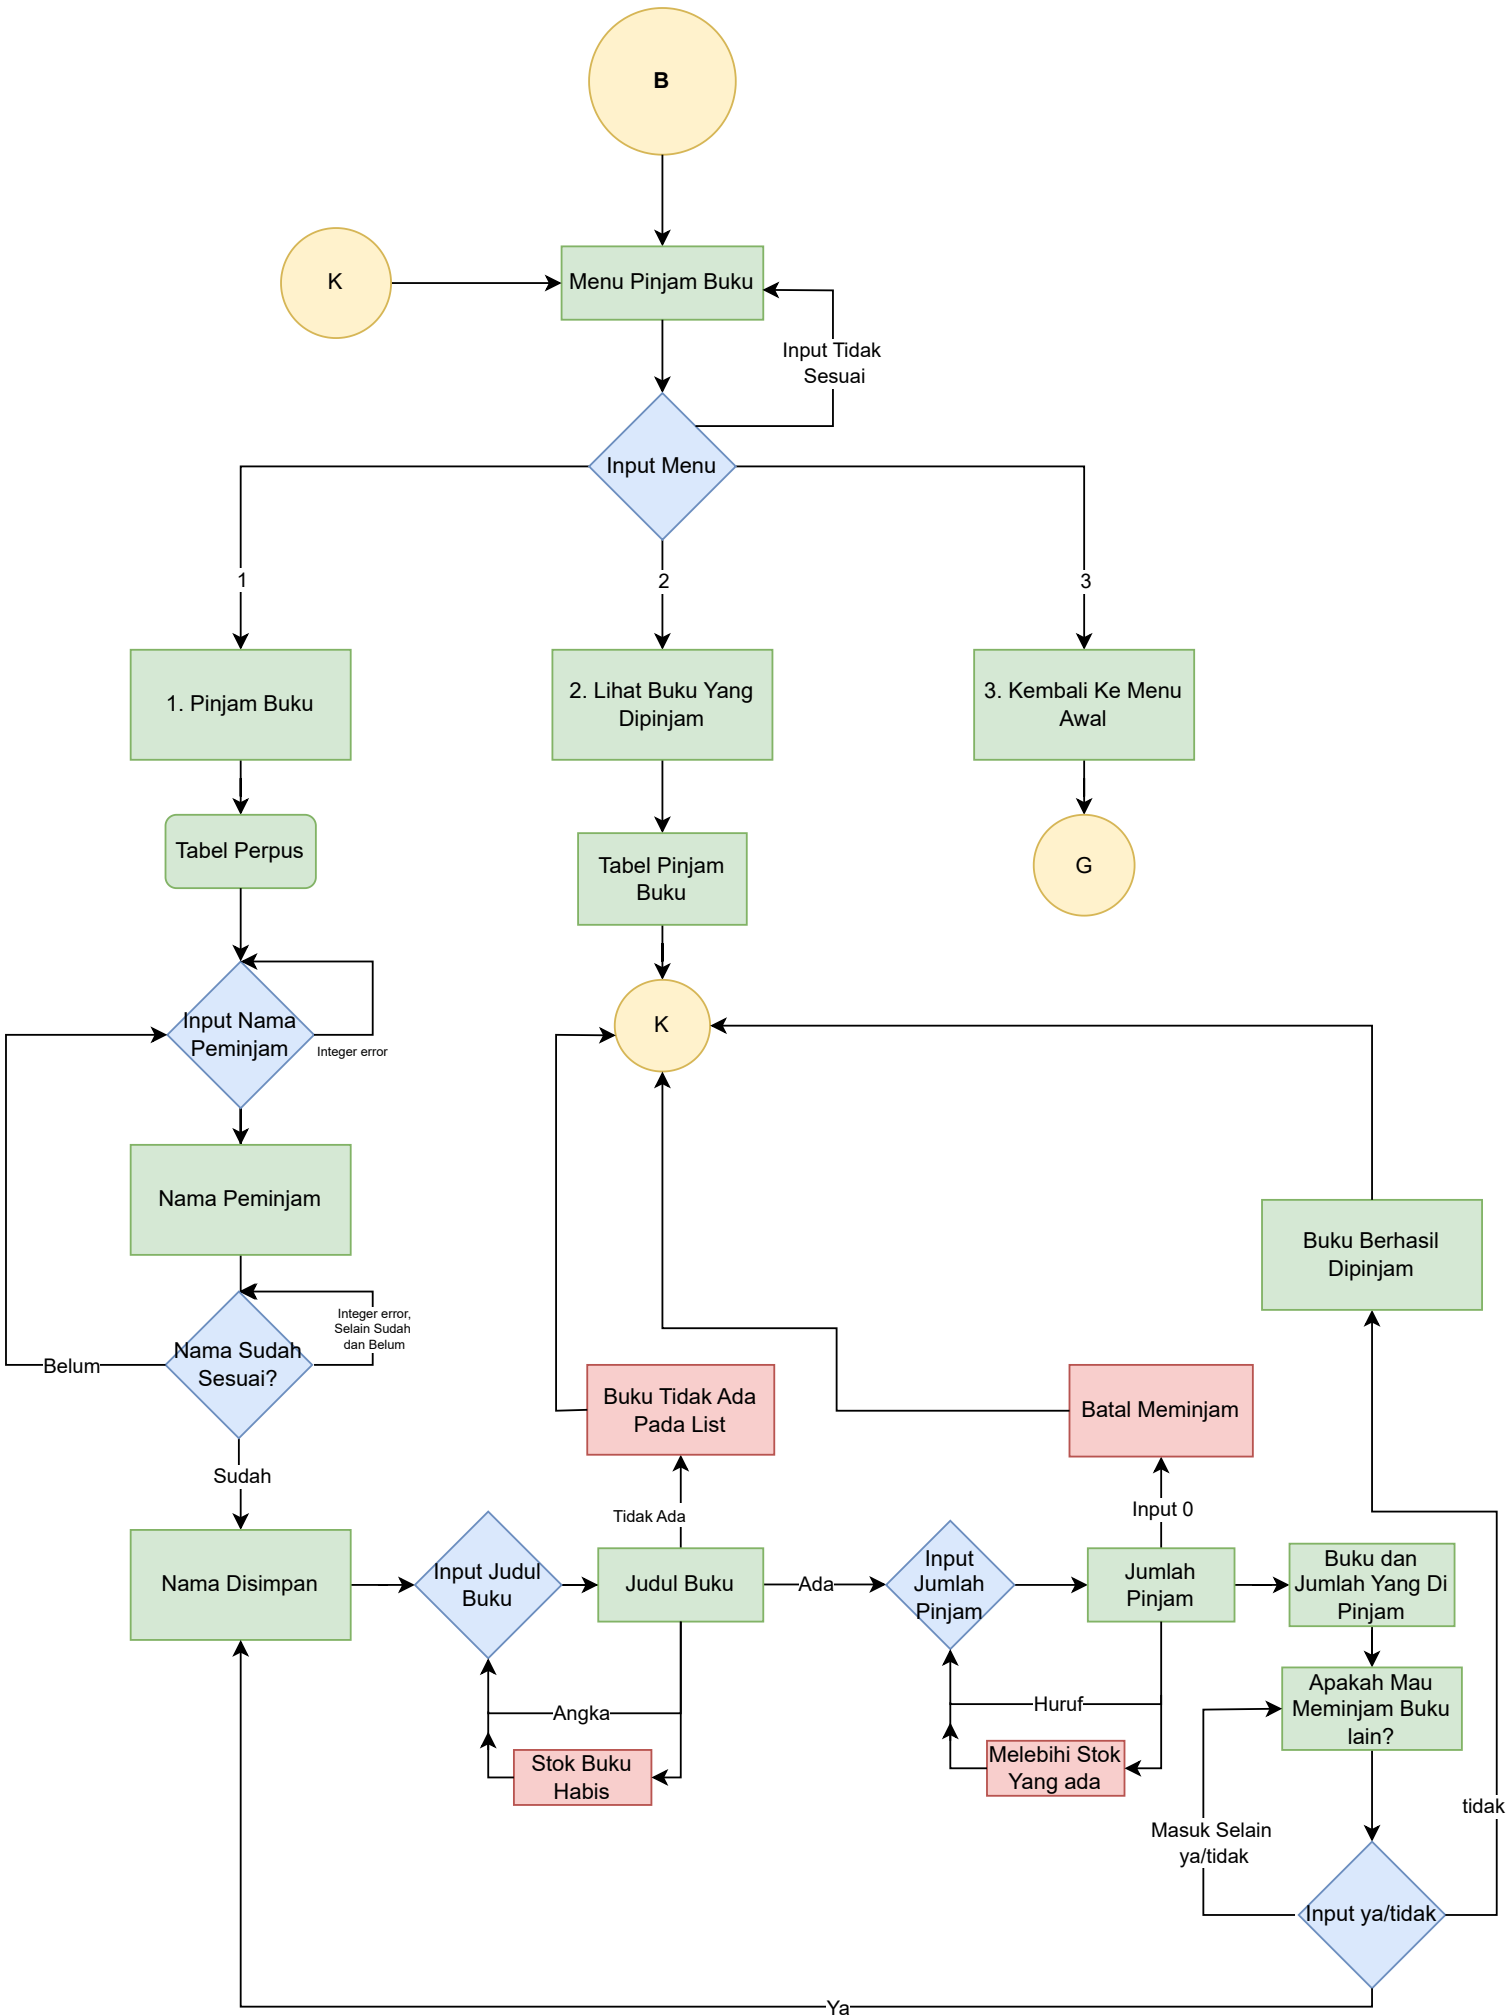 B
K
Menu Pinjam Buku
Input Tidak
Sesuai
Input Menu
1
2
3
1. Pinjam Buku
2. Lihat Buku Yang
Dipinjam
3. Kembali Ke Menu
Awal
Tabel Perpus
Tabel Pinjam
Buku
G
Input Nama
Peminjam
Integer error
K
Nama Peminjam
Buku Berhasil
Dipinjam
Integer error,
Selain Sudah
dan Belum
Nama Sudah
Sesuai?
Belum
Buku Tidak Ada
Pada List
Batal Meminjam
Sudah
Tidak Ada
Input 0
Nama Disimpan
Input Judul
Buku
Judul Buku
Ada
Input
Jumlah
Pinjam
Jumlah
Pinjam
Buku dan
Jumlah Yang Di
Pinjam
Angka
Huruf
Apakah Mau
Meminjam Buku
lain?
Stok Buku
Habis
Melebihi Stok
Yang ada
tidak
Masuk Selain
ya/tidak
Input ya/tidak
Ya